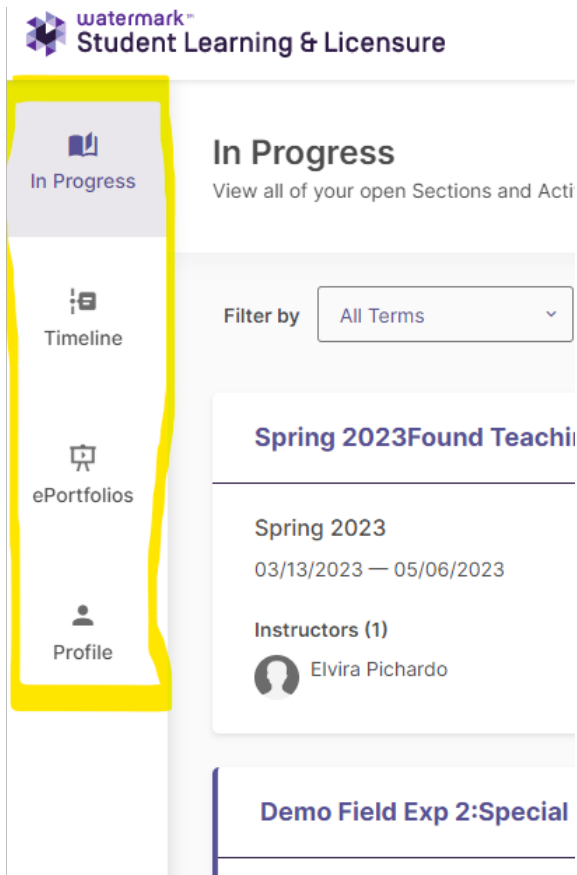 watermark™
Student Learning & Licensure
In Progress
Timeline
ePortfolios
Profile
In Progress
View all of your open Sections and Acti
Filter by All Terms
Spring 2023Found Teachi
Spring 2023
03/13/2023 — 05/06/2023
Instructors (1)
Elvira Pichardo
Demo Field Exp 2:Special